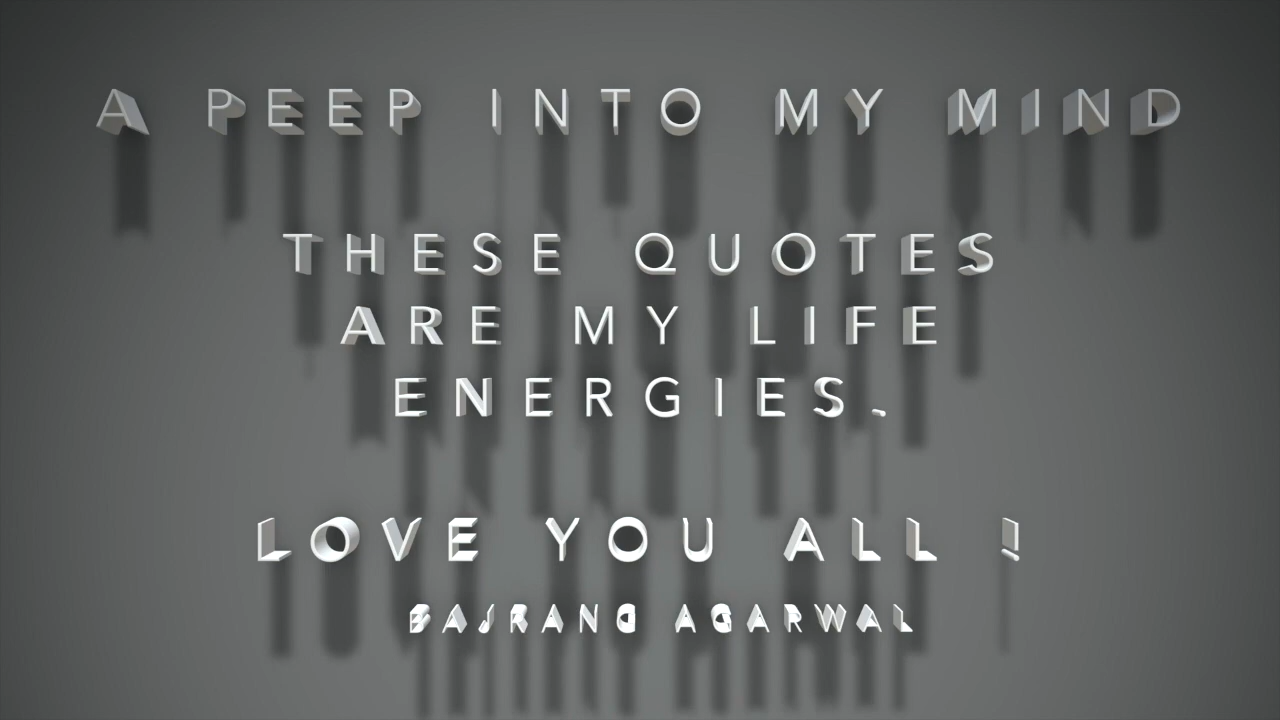 A PEEP INTO MY MIND
THESE QUOTES
ARE MY LIFE
ENERGIES.
LOVE YOU ALL !
BAJRANG AGARWAL